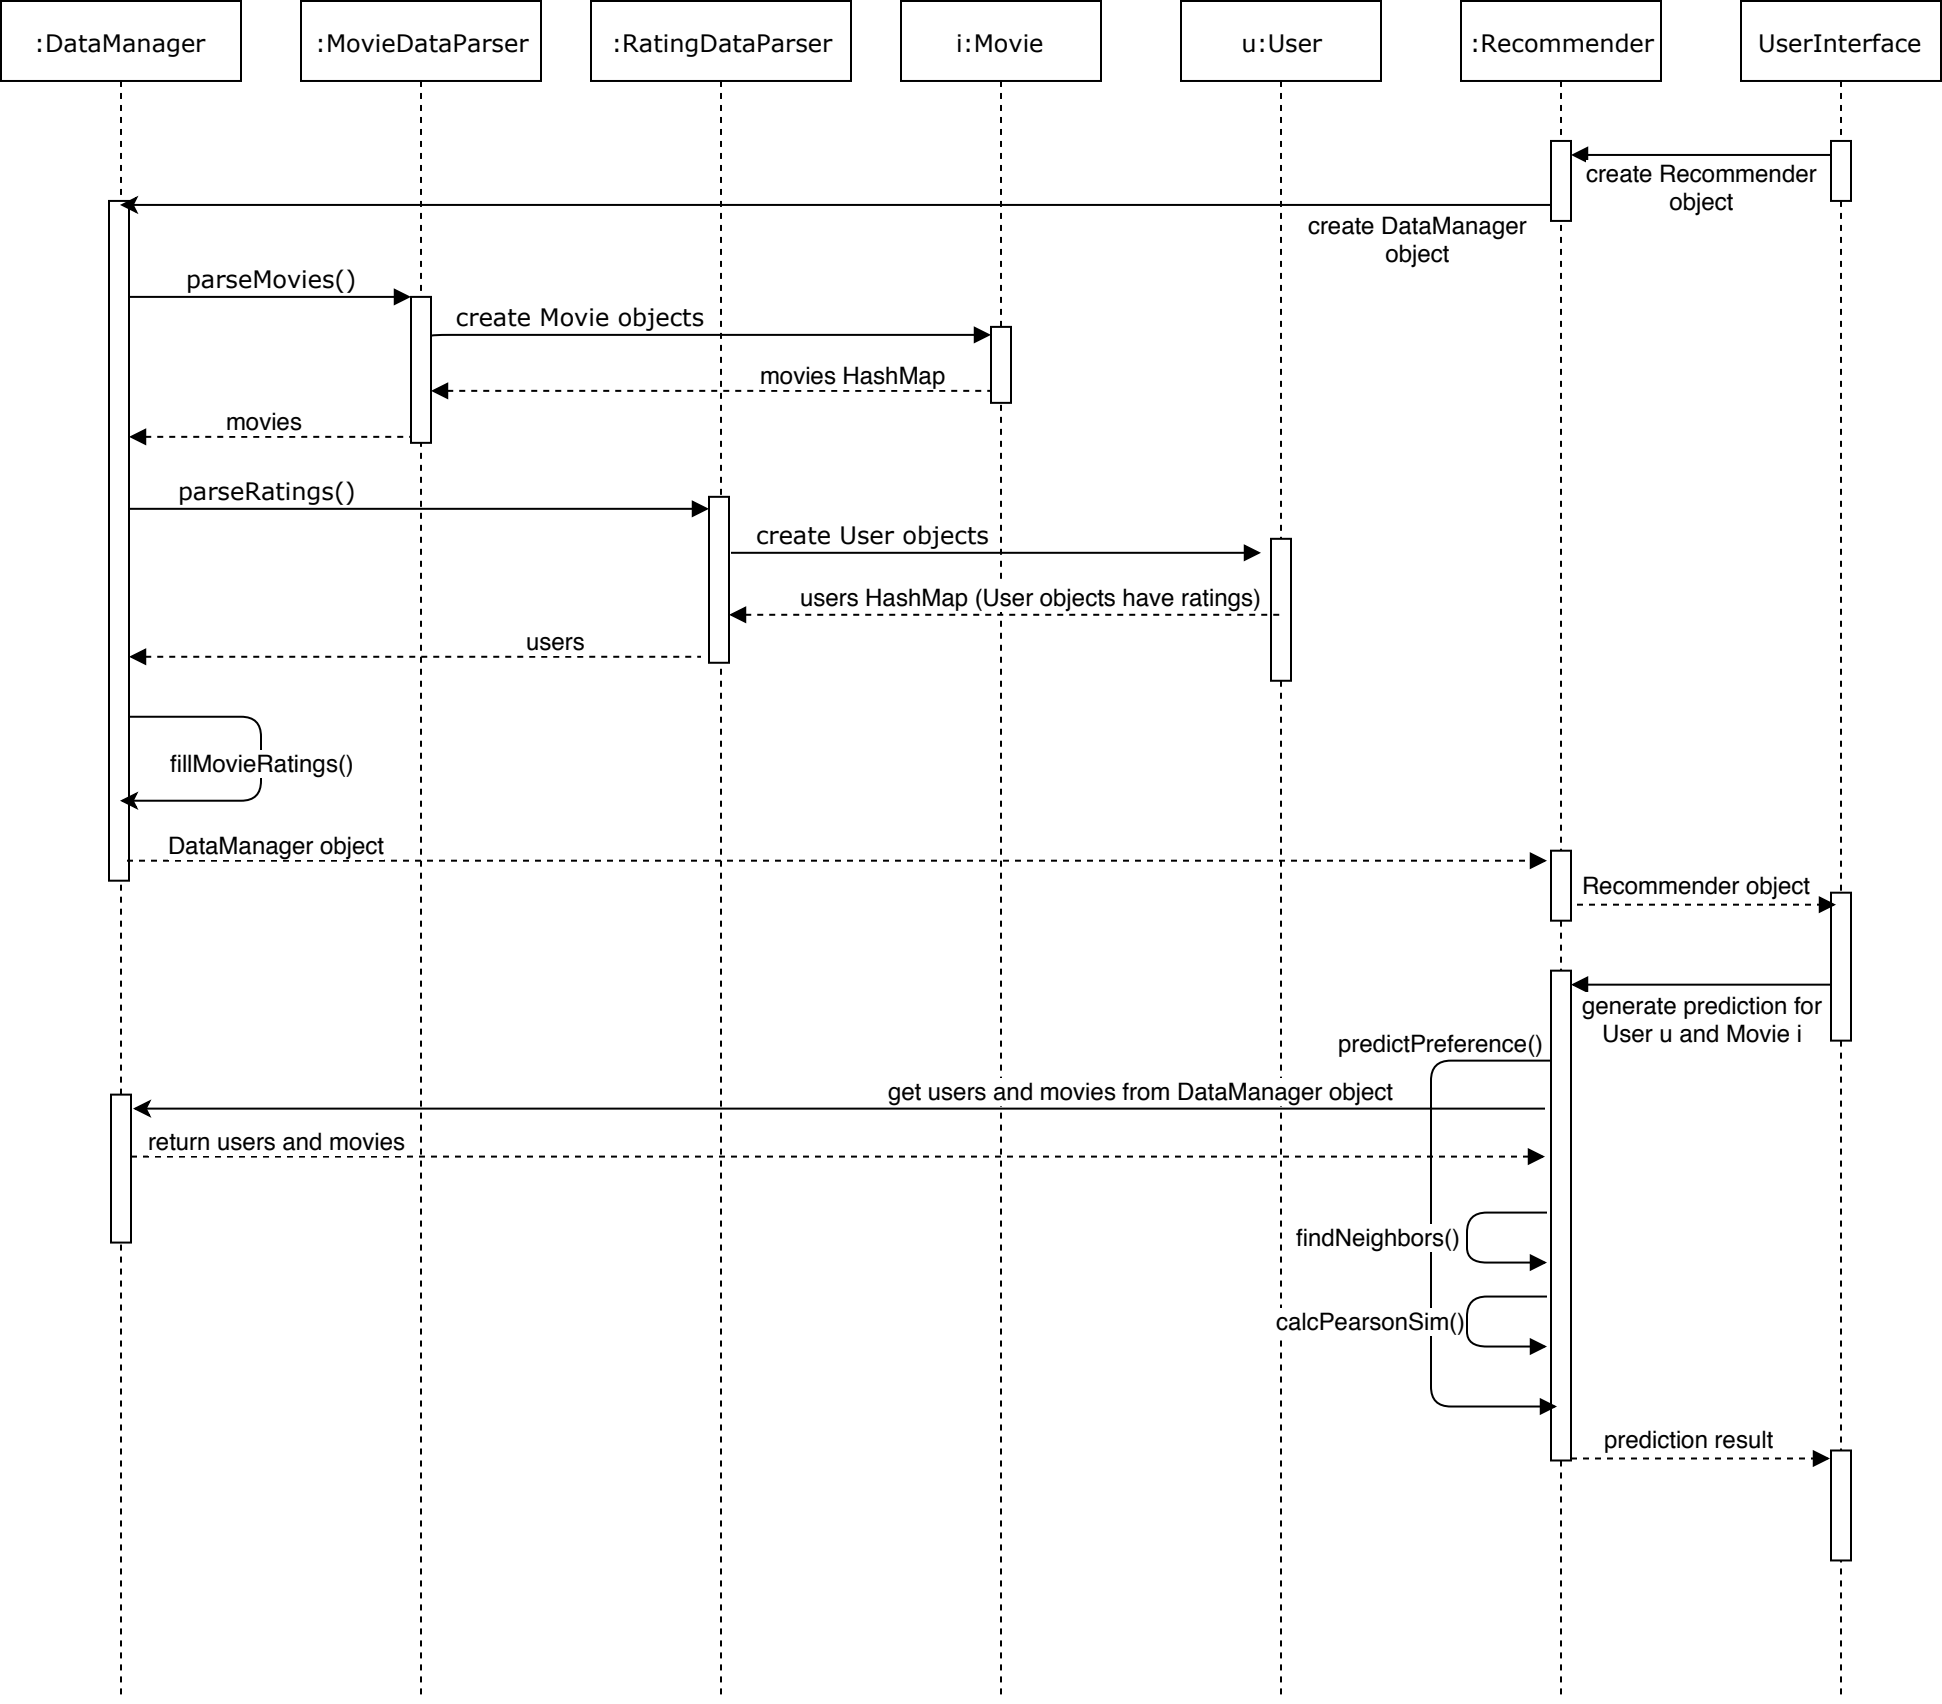 :DataManager
:MovieDataParser
:RatingDataParser
i:Movie
u:User
:Recommender
UserInterface
create Recommender
object
create DataManager
object
parseMovies()
create Movie objects
movies HashMap
movies
parseRatings()
create User objects
users HashMap (User objects have ratings)
users
fillMovieRatings()
DataManager object
Recommender object
generate prediction for
User u and Movie i
predictPreference()
get users and movies from DataManager object
return users and movies
findNeighbors()
calcPearsonSim()
prediction result